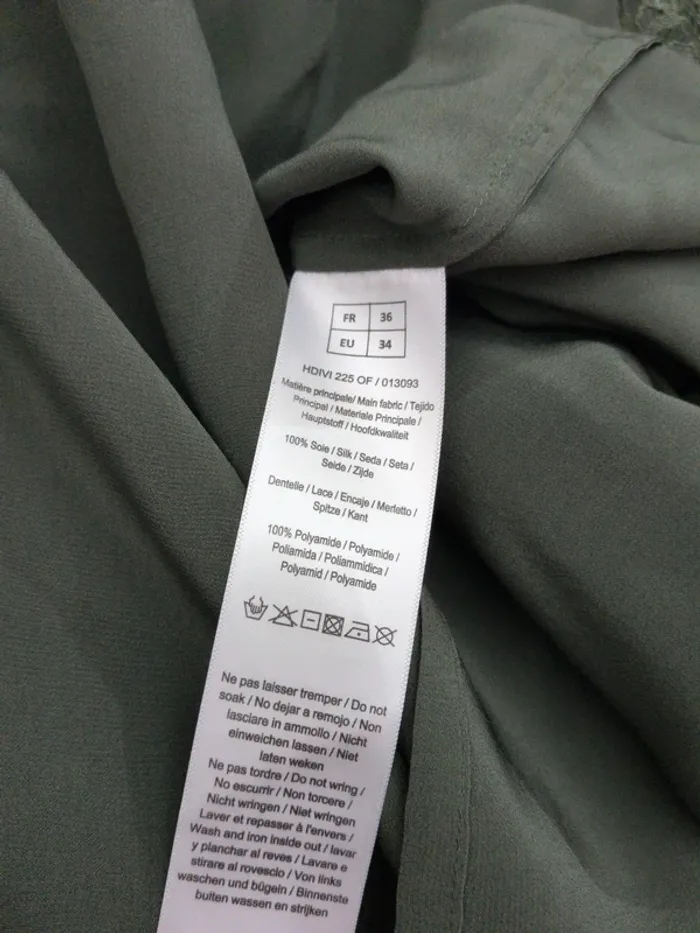 FR 36
EU 34
HDIVI 225 OF / 013093
Matière principale/ Main fabric / Tejido
Principal / Materiale Principale /
Hauptstoff / Hoofdkwaliteit
100% Soie / Silk / Seda / Seta /
Seide / Zijde
Dentelle / Lace / Encaje / Merletto /
Spitze / Kant
100% Polyamide / Polyamide /
Poliamida / Poliammidica /
Polyamid / Polyamide
Ne pas laisser tremper / Do not
soak / No dejar a remojo / Non
lasciare in ammollo / Nicht
einweichen lassen / Niet
laten weken
Ne pas tordre / Do not wring /
No escurrir / Non torcere /
Nicht wringen / Niet wringen
Laver et repasser à l'envers /
Wash and iron inside out / lavar
y planchar al reves / Lavare e
stirare al rovescio / Von links
waschen und bügeln / Binnenste
buiten wassen en strijken